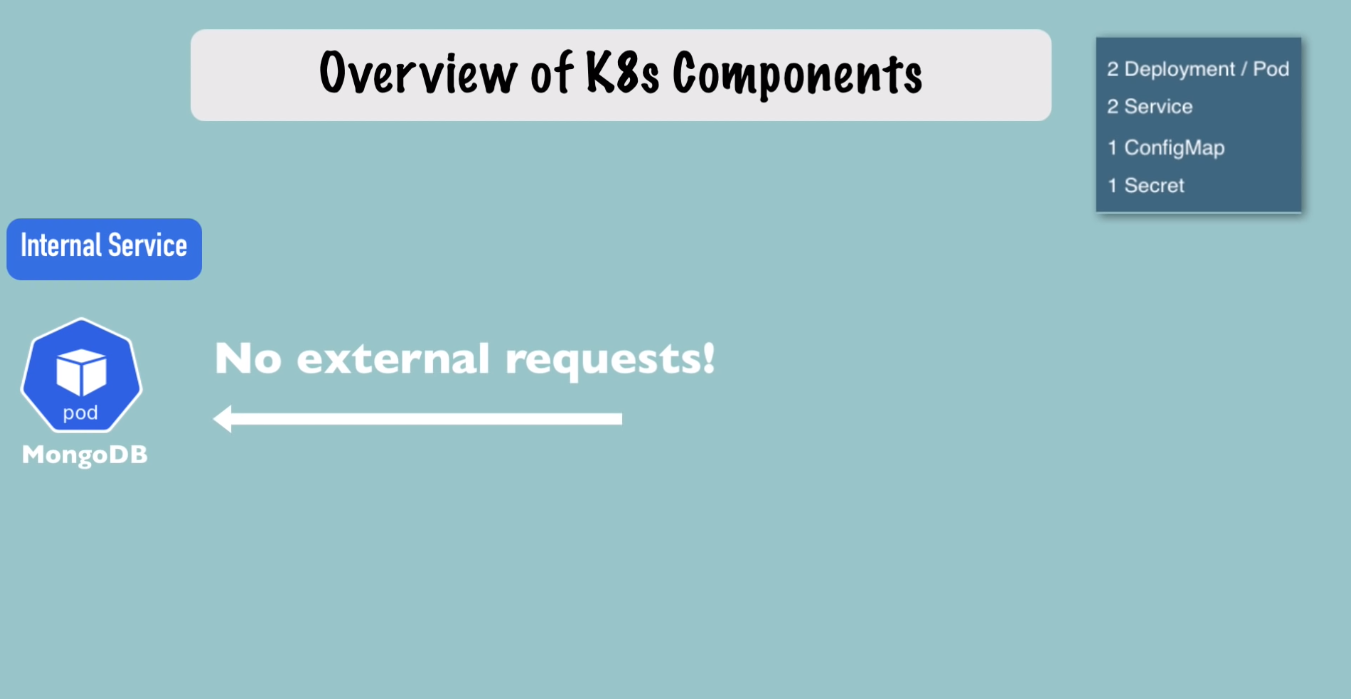 Overview of K8s Components
2 Deployment / Pod
2 Service
1 ConfigMap
1 Secret
Internal Service
No external requests!
pod
MongoDB